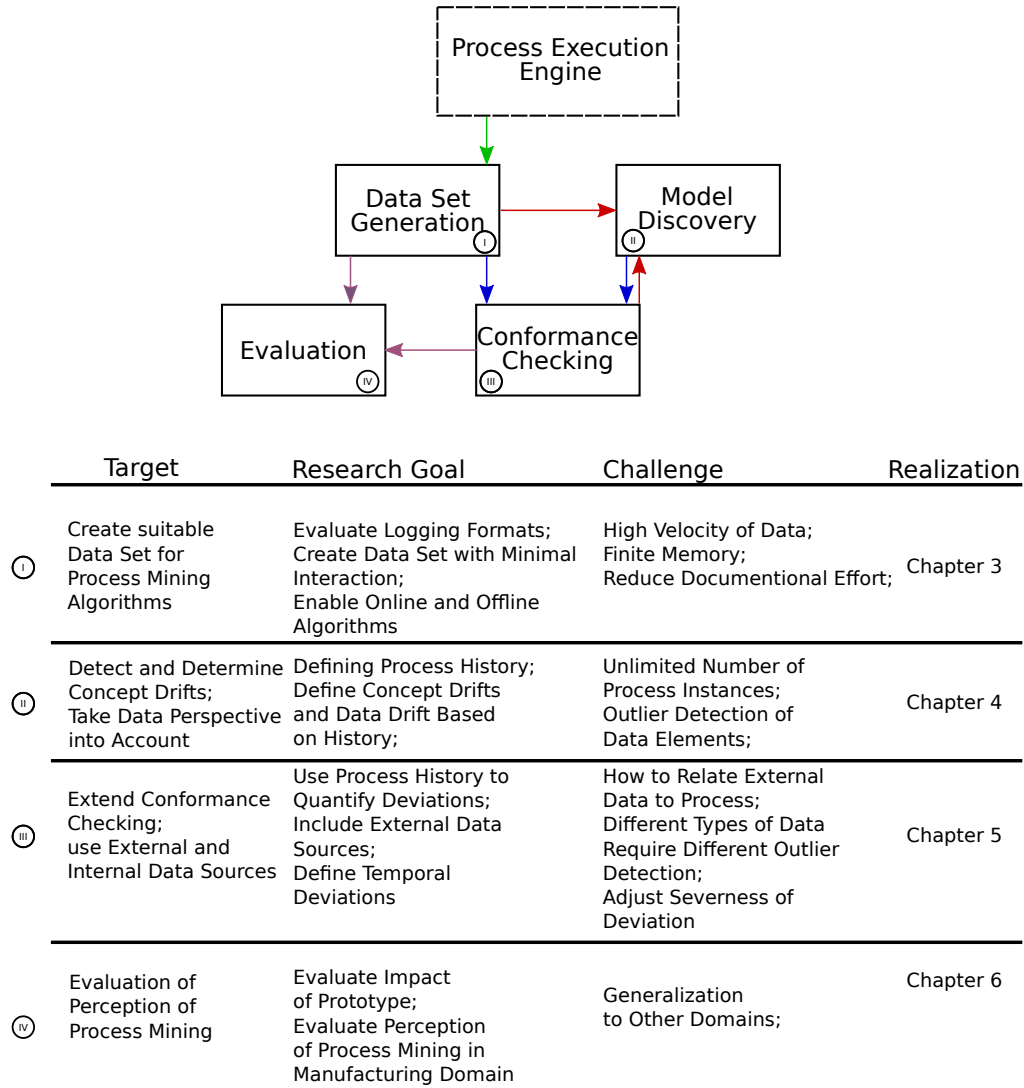 Process Execution
Engine
Data Set
Generation
I
Model
Discovery
II
Evaluation
IV
Conformance
Checking
III
Target
Research Goal
Challenge
Realization
I
Create suitable
Data Set for
Process Mining
Algorithms
Evaluate Logging Formats;
Create Data Set with Minimal
Interaction;
Enable Online and Offline
Algorithms
High Velocity of Data;
Finite Memory;
Reduce Documentional Effort;
Chapter 3
II
Detect and Determine
Concept Drifts;
Take Data Perspective
into Account
Defining Process History;
Define Concept Drifts
and Data Drift Based
on History;
Unlimited Number of
Process Instances;
Outlier Detection of
Data Elements;
Chapter 4
III
Extend Conformance
Checking;
use External and
Internal Data Sources
Use Process History to
Quantify Deviations;
Include External Data
Sources;
Define Temporal
Deviations
How to Relate External
Data to Process;
Different Types of Data
Require Different Outlier
Detection;
Adjust Severness of
Deviation
Chapter 5
IV
Evaluation of
Perception of
Process Mining
Evaluate Impact
of Prototype;
Evaluate Perception
of Process Mining in
Manufacturing Domain
Generalization
to Other Domains;
Chapter 6